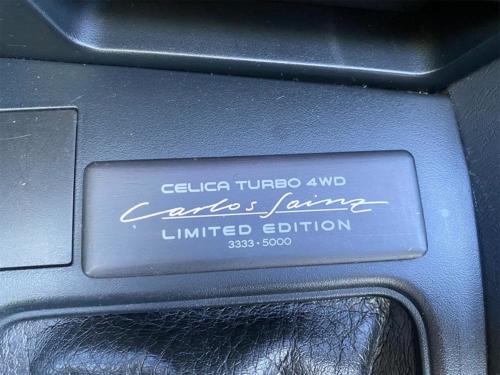 CELICA TURBO 4WD
Carlos Sainz
LIMITED EDITION
3333 · 5000